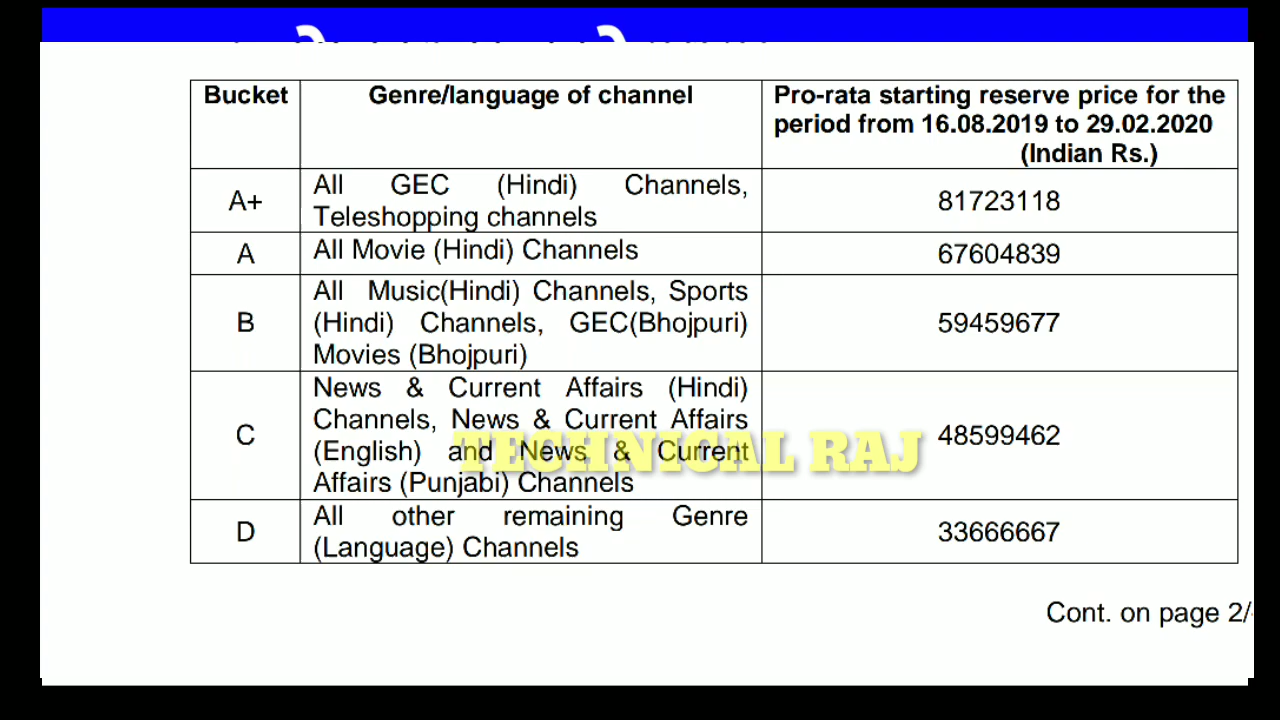 Bucket
Genre/language of channel
Pro-rata starting reserve price for the
period from 16.08.2019 to 29.02.2020
(Indian Rs.)
A+
All GEC (Hindi) Channels,
Teleshopping channels
81723118
A
All Movie (Hindi) Channels
67604839
B
All Music(Hindi) Channels, Sports
(Hindi) Channels, GEC(Bhojpuri)
Movies (Bhojpuri)
59459677
C
News & Current Affairs (Hindi)
Channels, News & Current Affairs
(English) and News & Current
Affairs (Punjabi) Channels
48599462
TECHNICAL RAJ
D
All other remaining Genre
(Language) Channels
33666667
Cont. on page 2/